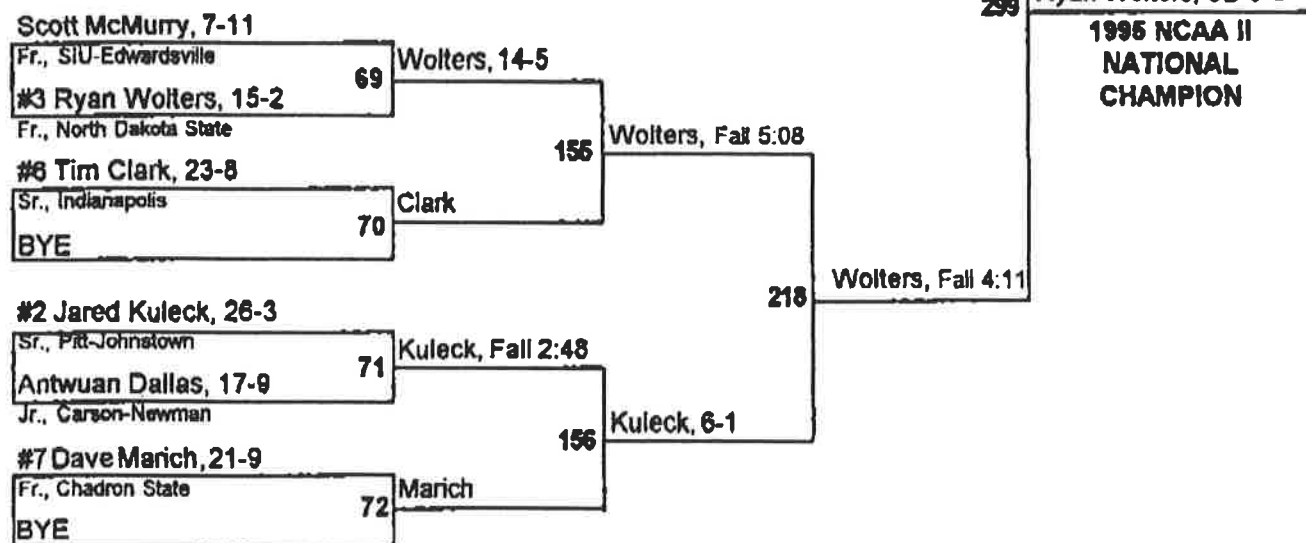 299
1995 NCAA II
NATIONAL
CHAMPION
Scott McMurry, 7-11
Fr., SIU-Edwardsville
69
#3 Ryan Wolters, 15-2
Fr., North Dakota State
Wolters, 14-5
#6 Tim Clark, 23-8
Sr., Indianapolis
70
BYE
Clark
155
Wolters, Fall 5:08
#2 Jared Kuleck, 26-3
Sr., Pitt-Johnstown
71
Antwuan Dallas, 17-9
Jr., Carson-Newman
Kuleck, Fall 2:48
#7 Dave Marich, 21-9
Fr., Chadron State
72
BYE
Marich
156
Kuleck, 6-1
218
Wolters, Fall 4:11